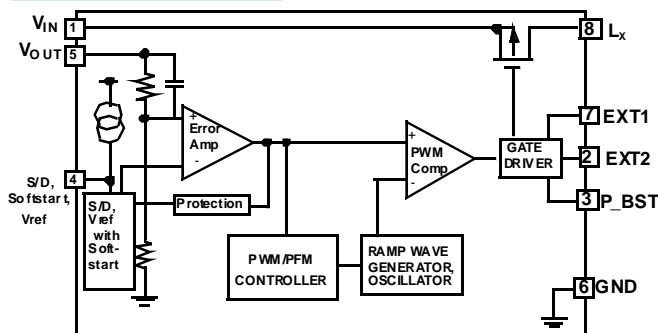 VIN 1
8 Lx
VOUT 5
+
Error
Amp
-
+
PWM
Comp
-
GATE
DRIVER
7 EXT1
2 EXT2
3 P_BST
S/D, 4
Softstart,
Vref
S/D,
Vref
with
Soft-
start
Protection
PWM/PFM
CONTROLLER
RAMP WAVE
GENERATOR,
OSCILLATOR
6 GND